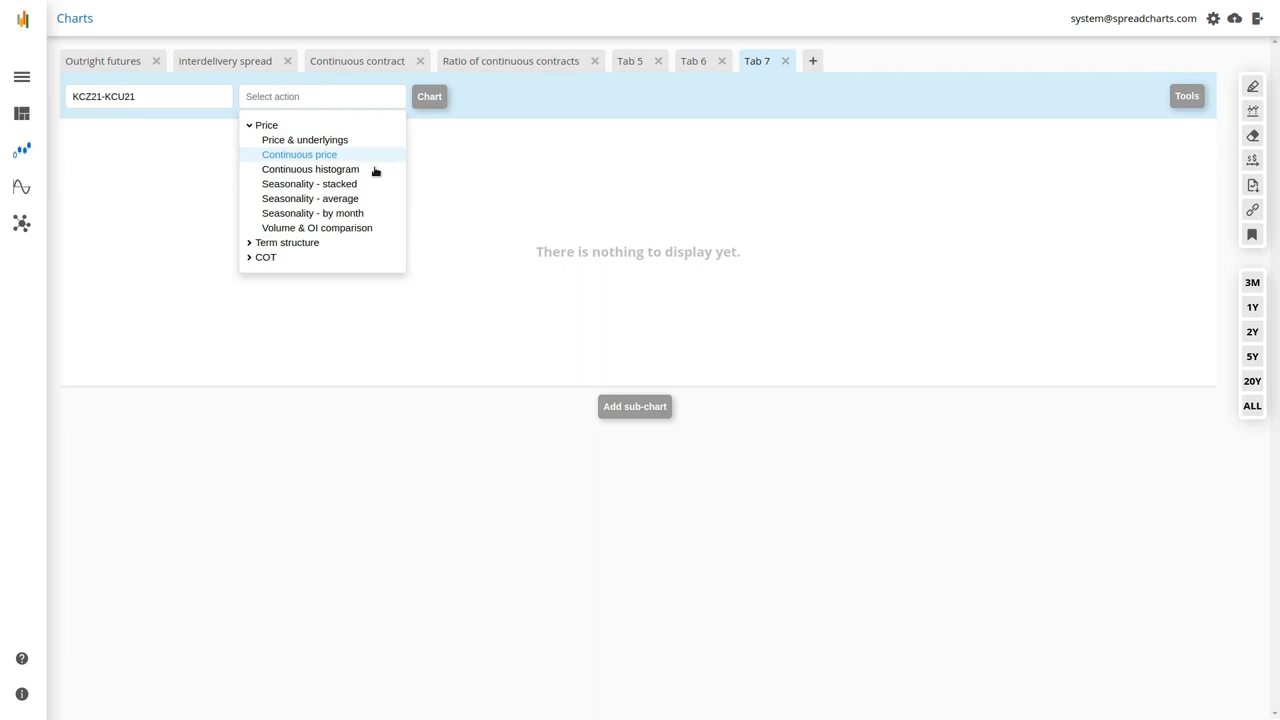 Charts
system@spreadcharts.com
Outright futures
Interdelivery spread
Continuous contract
Ratio of continuous contracts
Tab 5
Tab 6
Tab 7
KCZ21-KCU21
Select action
Chart
Tools
Price
Price & underlyings
Continuous price
Continuous histogram
Seasonality - stacked
Seasonality - average
Seasonality - by month
Volume & OI comparison
Term structure
COT
There is nothing to display yet.
Add sub-chart
3M
1Y
2Y
5Y
20Y
ALL